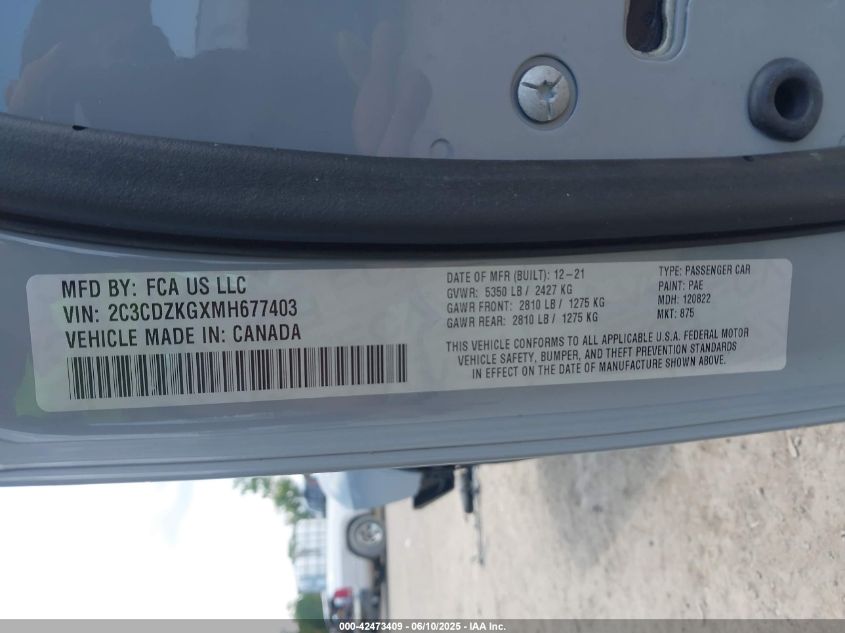 MFD BY: FCA US LLC
VIN: 2C3CDZKGXMH677403
VEHICLE MADE IN: CANADA
DATE OF MFR (BUILT): 12-21
GVWR: 5350 LB / 2427 KG
GAWR FRONT: 2810 LB / 1275 KG
GAWR REAR: 2810 LB / 1275 KG
TYPE: PASSENGER CAR
PAINT: PAE
MDH: 120822
MKT: 875
THIS VEHICLE CONFORMS TO ALL APPLICABLE U.S.A. FEDERAL MOTOR
VEHICLE SAFETY, BUMPER, AND THEFT PREVENTION STANDARDS
IN EFFECT ON THE DATE OF MANUFACTURE SHOWN ABOVE.
000-42473409 - 06/10/2025 - IAA Inc.